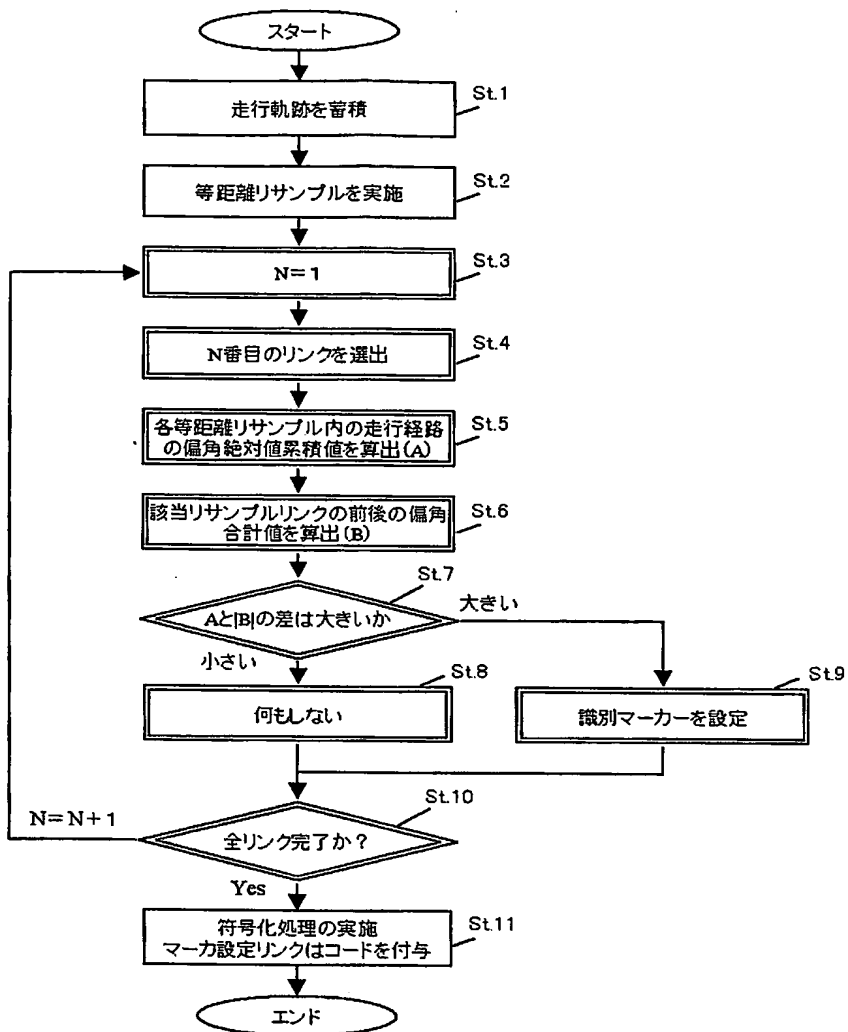 スタート
走行軌跡を蓄積
St.1
等距離リサンプルを実施
St.2
N=1
St.3
N番目のリンクを選出
St.4
各等距離リサンプル内の走行経路
の偏角絶対値累積値を算出(A)
St.5
該当リサンプルリンクの前後の偏角
合計値を算出(B)
St.6
St.7
Aと|B|の差は大きいか
大きい
小さい
St.8
何もしない
St.9
識別マーカーを設定
St.10
N=N+1
全リンク完了か?
Yes
符号化処理の実施
マーカ設定リンクはコードを付与
St.11
エンド